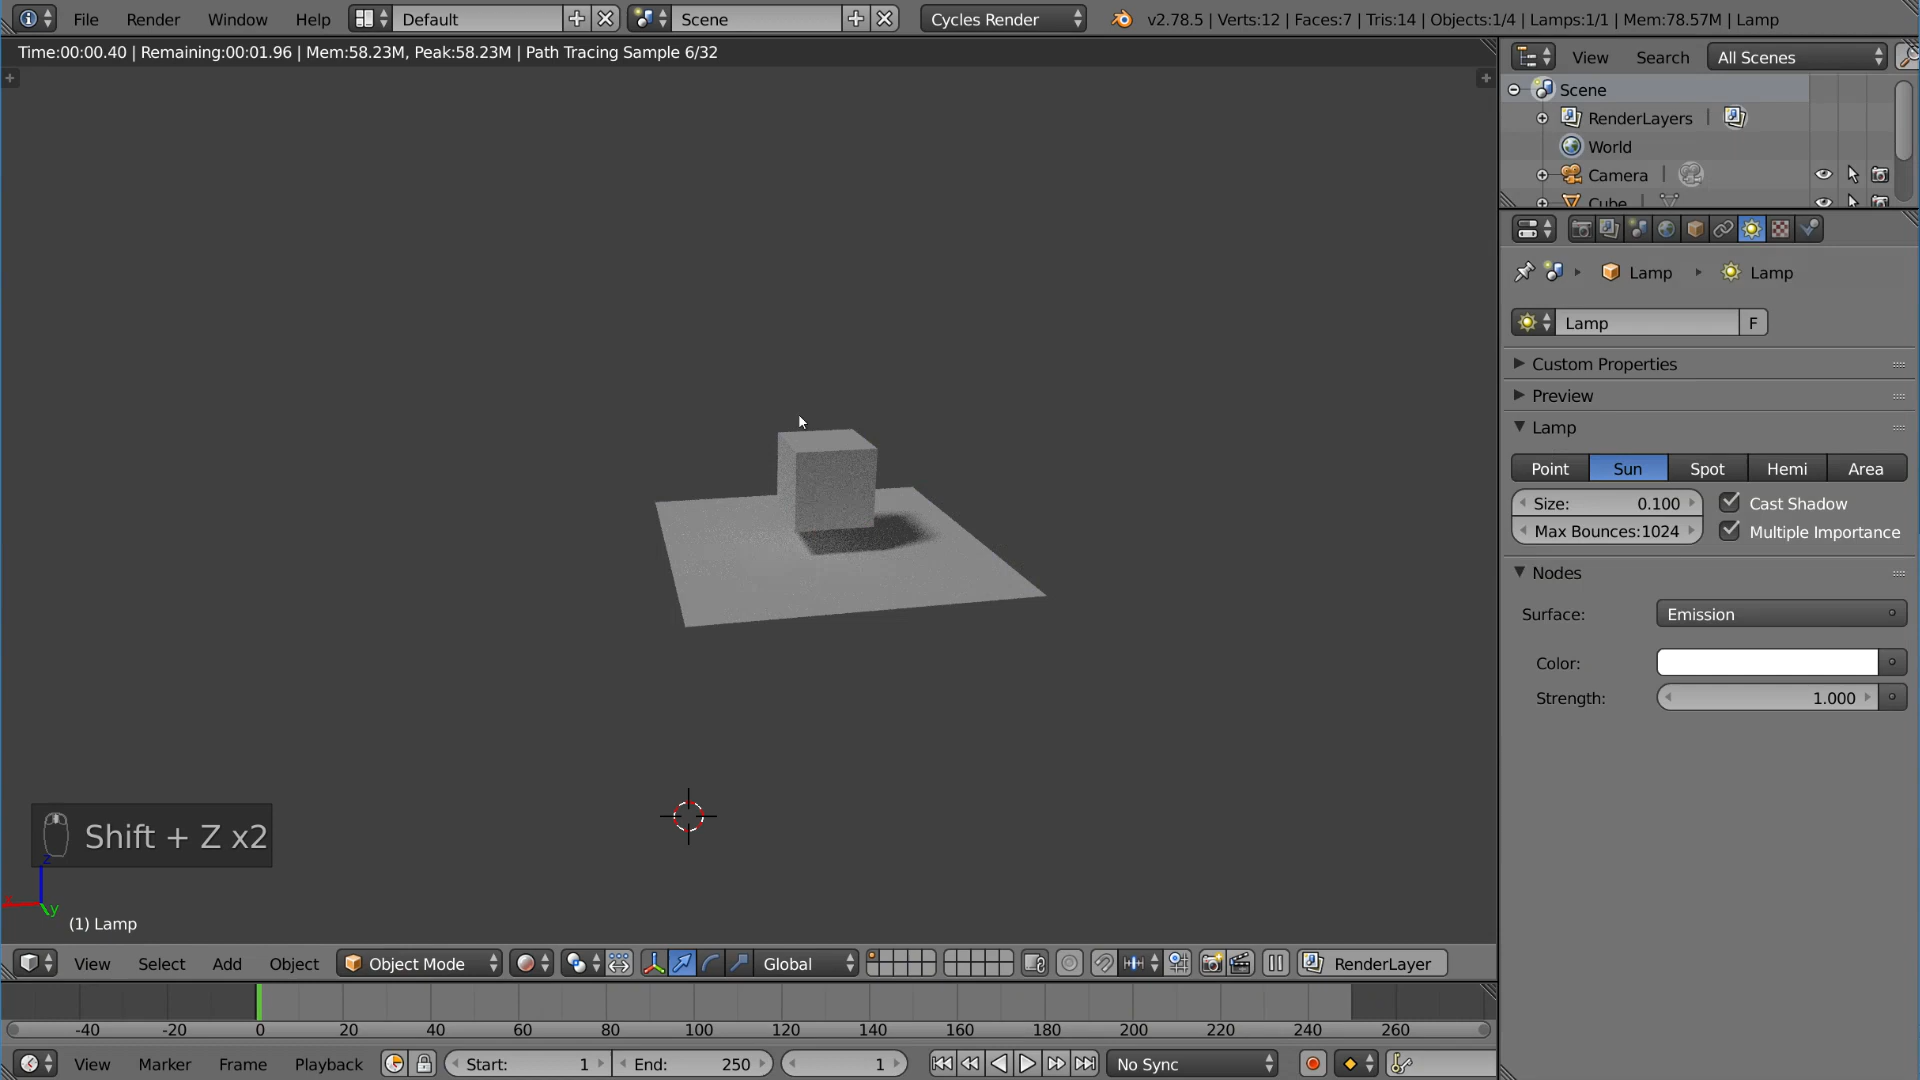 File Render Window Help Default Scene Cycles Render v2.78.5 | Verts:12 | Faces:7 | Tris:14 | Objects:1/4 | Lamps:1/1 | Mem:78.57M | Lamp
Time:00:00.40 | Remaining:00:01.96 | Mem:58.23M, Peak:58.23M | Path Tracing Sample 6/32
View Search All Scenes
Scene
RenderLayers
World
Camera
Cube
Lamp Lamp
Lamp F
Custom Properties
Preview
Lamp
Point Sun Spot Hemi Area
Size: 0.100 Cast Shadow
Max Bounces:1024 Multiple Importance
Nodes
Surface: Emission
Color:
Strength: 1.000
Shift + Z x2
z
x y
(1) Lamp
View Select Add Object Object Mode Global RenderLayer
-40 -20 0 20 40 60 80 100 120 140 160 180 200 220 240 260
View Marker Frame Playback Start: 1 End: 250 1 No Sync